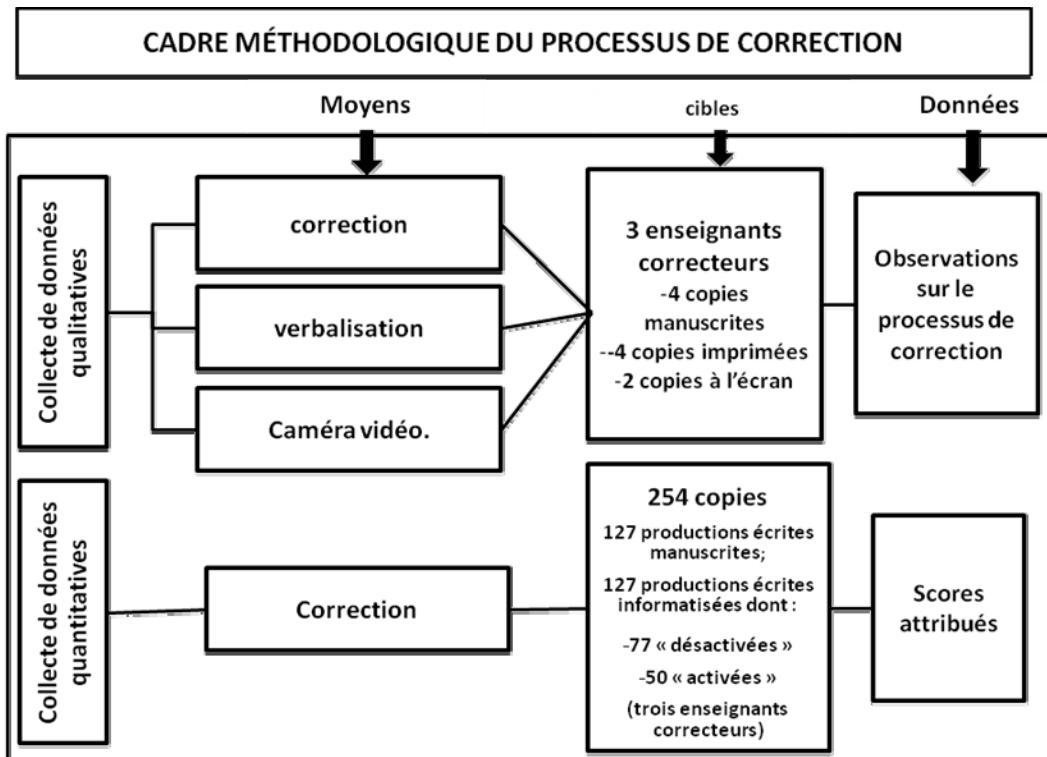 CADRE MÉTHODOLOGIQUE DU PROCESSUS DE CORRECTION
Moyens
cibles
Données
Collecte de données
qualitatives
correction
verbalisation
Caméra vidéo.
3 enseignants
correcteurs
-4 copies
manuscrites
--4 copies imprimées
-2 copies à l'écran
Observations
sur le
processus de
correction
Collecte de données
quantitatives
Correction
254 copies
127 productions écrites
manuscrites;
127 productions écrites
informatisées dont :
-77 « désactivées »
-50 « activées »
(trois enseignants
correcteurs)
Scores
attribués